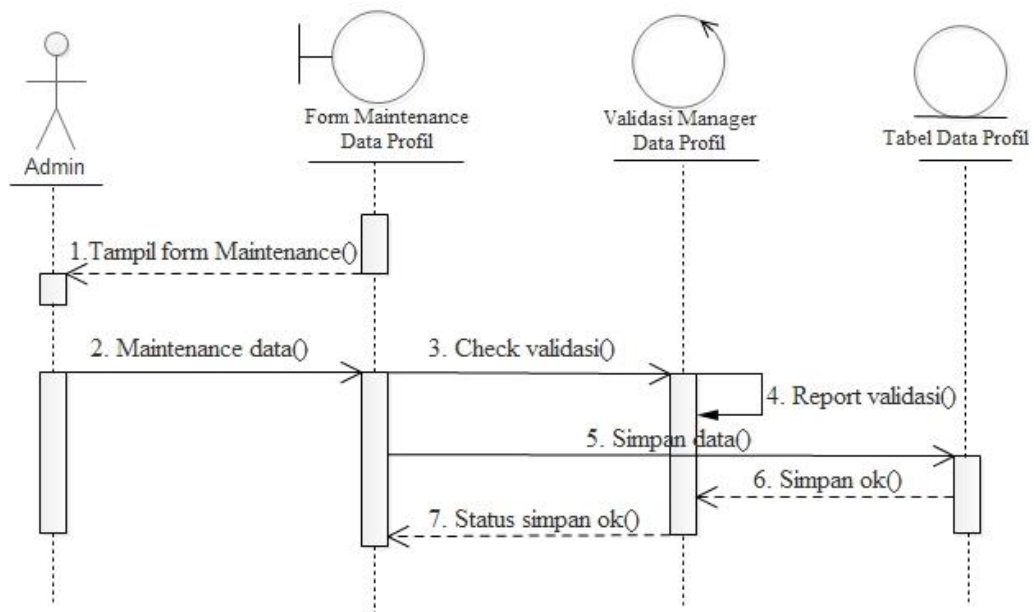 Admin
Form Maintenance
Data Profil
Validasi Manager
Data Profil
Tabel Data Profil
1.Tampil form Maintenance()
2. Maintenance data()
3. Check validasi()
4. Report validasi()
5. Simpan data()
6. Simpan ok()
7. Status simpan ok()